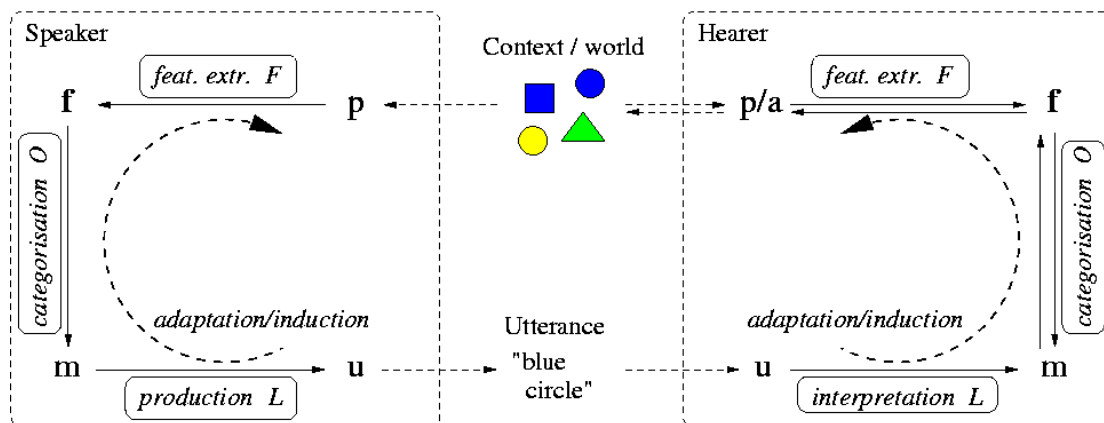 Speaker
feat. extr. F
f
p
categorisation O
adaptation/induction
m
u
production L
Context / world
Utterance
"blue
circle"
Hearer
feat. extr. F
p/a
f
categorisation O
adaptation/induction
u
m
interpretation L